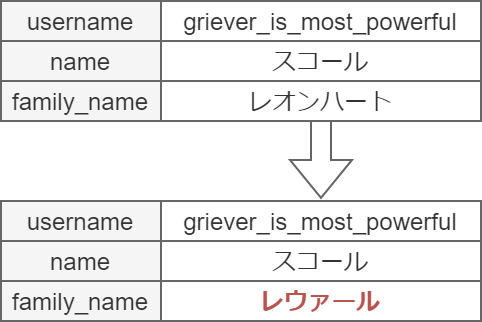 username griever_is_most_powerful
name スコール
family_name レオンハート
username griever_is_most_powerful
name スコール
family_name レウァール